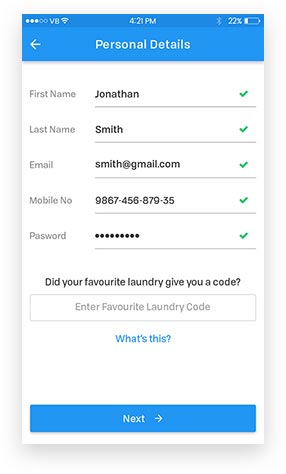 VB 4:21 PM 22%
Personal Details
First Name Jonathan
Last Name Smith
Email smith@gmail.com
Mobile No 9867-456-879-35
Pasword •••••••••
Did your favourite laundry give you a code?
Enter Favourite Laundry Code
What's this?
Next